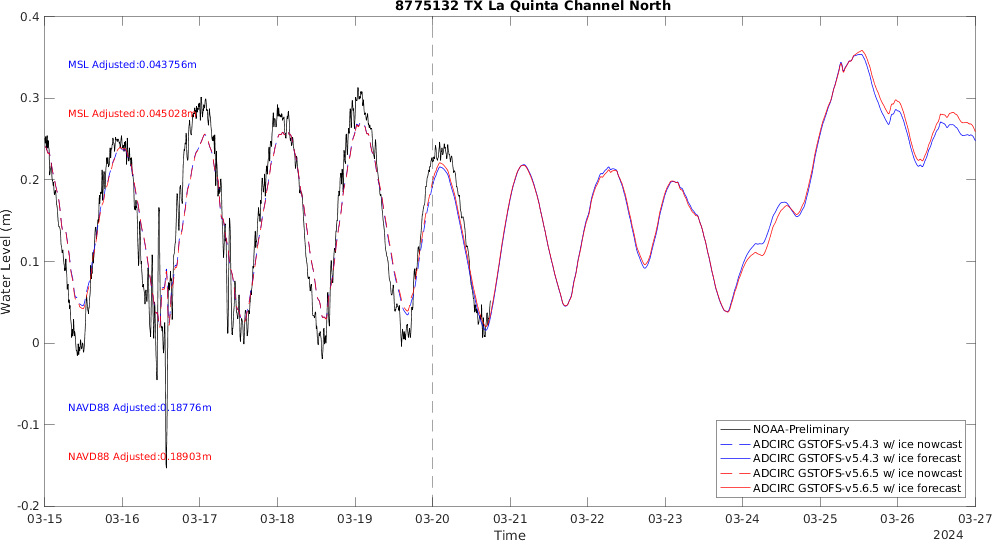 8775132 TX La Quinta Channel North
0.4
0.3
0.2
0.1
0
-0.1
-0.2
Water Level (m)
MSL Adjusted:0.043756m
MSL Adjusted:0.045028m
NAVD88 Adjusted:0.18776m
NAVD88 Adjusted:0.18903m
NOAA-Preliminary
ADCIRC GSTOFS-v5.4.3 w/ ice nowcast
ADCIRC GSTOFS-v5.4.3 w/ ice forecast
ADCIRC GSTOFS-v5.6.5 w/ ice nowcast
ADCIRC GSTOFS-v5.6.5 w/ ice forecast
03-15 03-16 03-17 03-18 03-19 03-20 03-21 03-22 03-23 03-24 03-25 03-26 03-27
Time
2024